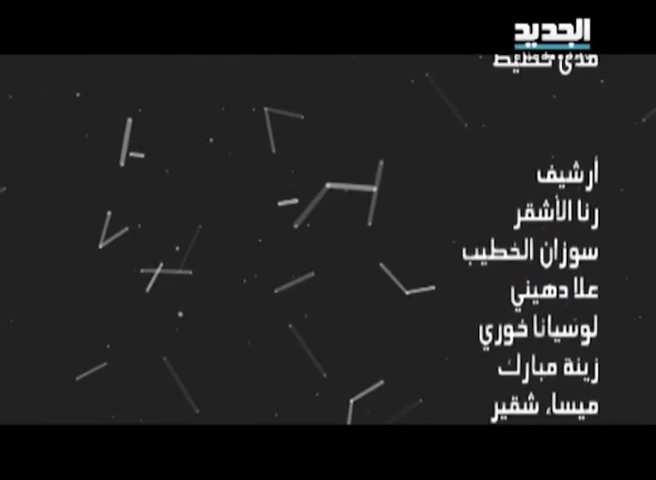 الجديد
أرشيف
رنا الأشقر
سوزان الخطيب
علا دهيني
لوسيانا خوري
زينة مبارك
ميساء شقير